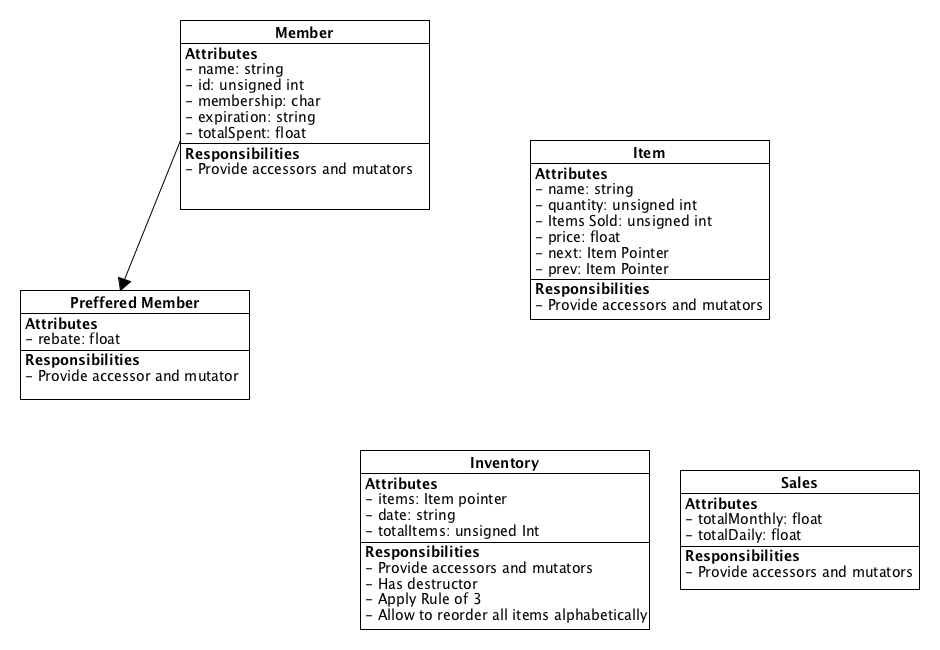 Member
Attributes
- name: string
- id: unsigned int
- membership: char
- expiration: string
- totalSpent: float
Responsibilities
- Provide accessors and mutators
Item
Attributes
- name: string
- quantity: unsigned int
- Items Sold: unsigned int
- price: float
- next: Item Pointer
- prev: Item Pointer
Responsibilities
- Provide accessors and mutators
Preffered Member
Attributes
- rebate: float
Responsibilities
- Provide accessor and mutator
Inventory
Attributes
- items: Item pointer
- date: string
- totalItems: unsigned Int
Responsibilities
- Provide accessors and mutators
- Has destructor
- Apply Rule of 3
- Allow to reorder all items alphabetically
Sales
Attributes
- totalMonthly: float
- totalDaily: float
Responsibilities
- Provide accessors and mutators